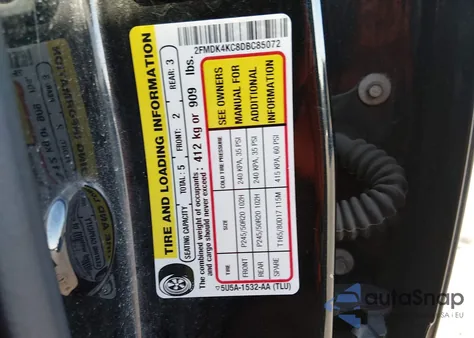 2FMDK4KC8DBC85072
TIRE AND LOADING INFORMATION
SEATING CAPACITY TOTAL: 5 FRONT: 2 REAR: 3
The combined weight of occupants and cargo should never exceed: 412 kg or 909 lbs.
SIZE COLD TIRE PRESSURE
FRONT P245/50R20 102H 240 KPA, 35 PSI
REAR P245/50R20 102H 240 KPA, 35 PSI
SPARE T165/80D17 115M 415 KPA, 60 PSI
SEE OWNERS
MANUAL FOR
ADDITIONAL
INFORMATION
5U5A-1532-AA (TLU)
autoSnap